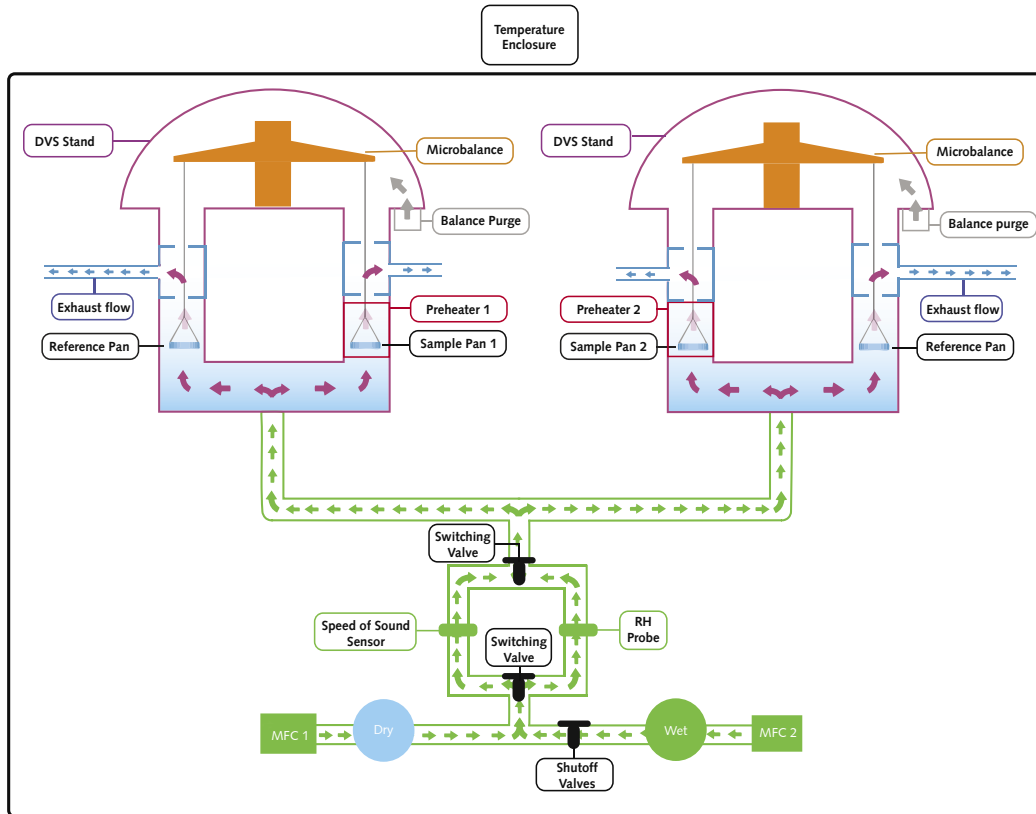 Temperature
Enclosure
DVS Stand
Microbalance
Balance Purge
Exhaust flow
Preheater 1
Reference Pan
Sample Pan 1
DVS Stand
Microbalance
Balance purge
Preheater 2
Exhaust flow
Sample Pan 2
Reference Pan
Switching
Valve
Speed of Sound
Sensor
RH
Probe
Switching
Valve
MFC 1
Dry
Wet
MFC 2
Shutoff
Valves